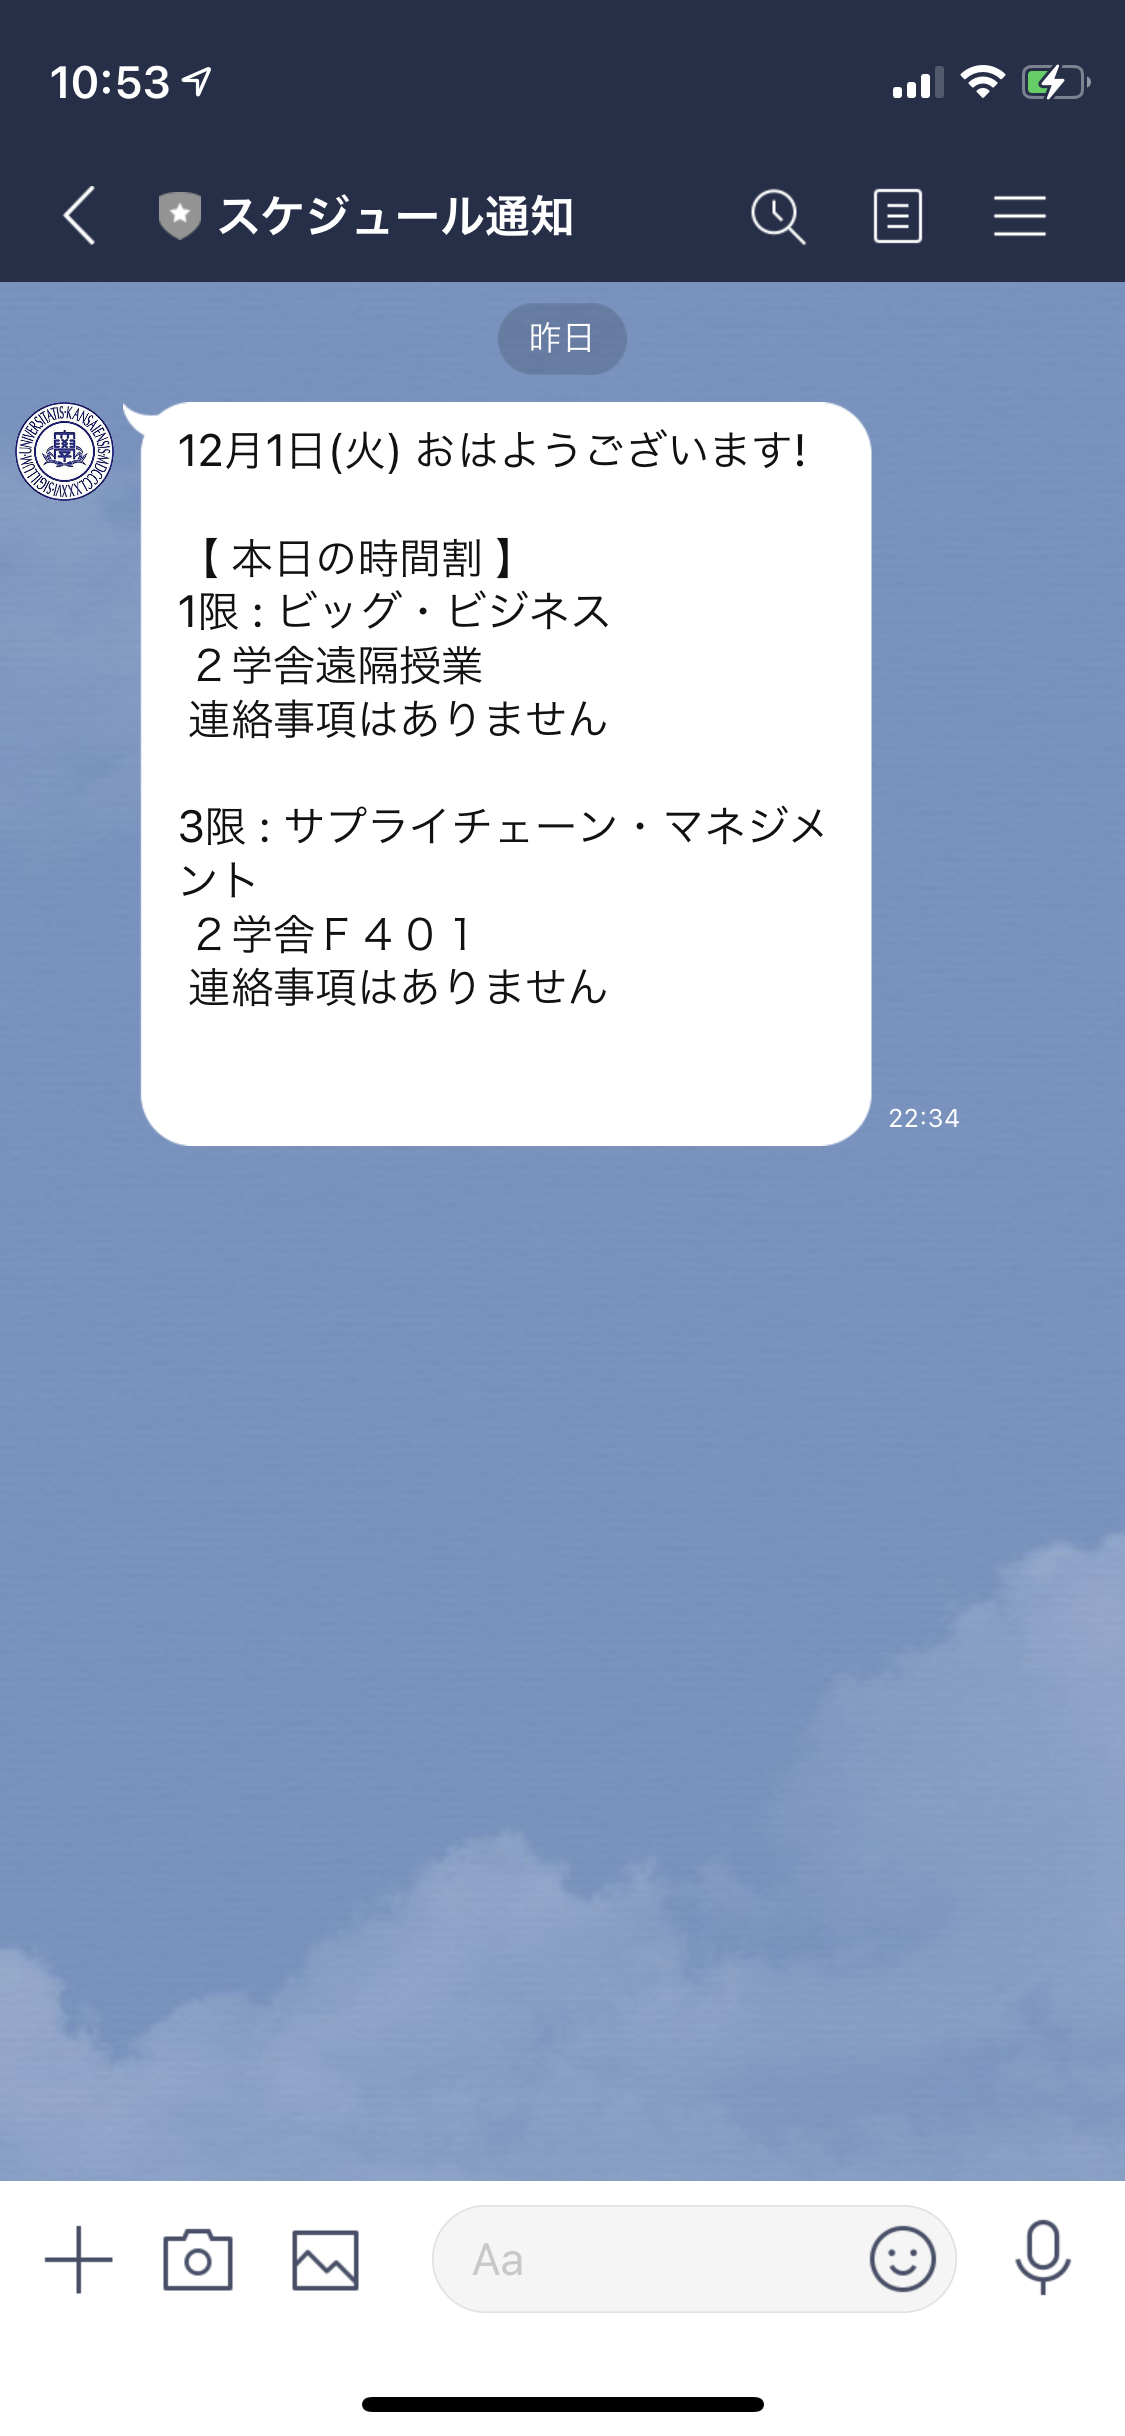 10:53
スケジュール通知
昨日
UNIVERSITATIS·KANSAIENSIS·MDCCCLXXXVI·SIGILLUM
12月1日(火) おはようございます!
【 本日の時間割 】
1限 : ビッグ・ビジネス
２学舎遠隔授業
連絡事項はありません
3限 : サプライチェーン・マネジメ
ント
２学舎Ｆ４０１
連絡事項はありません
22:34
Aa